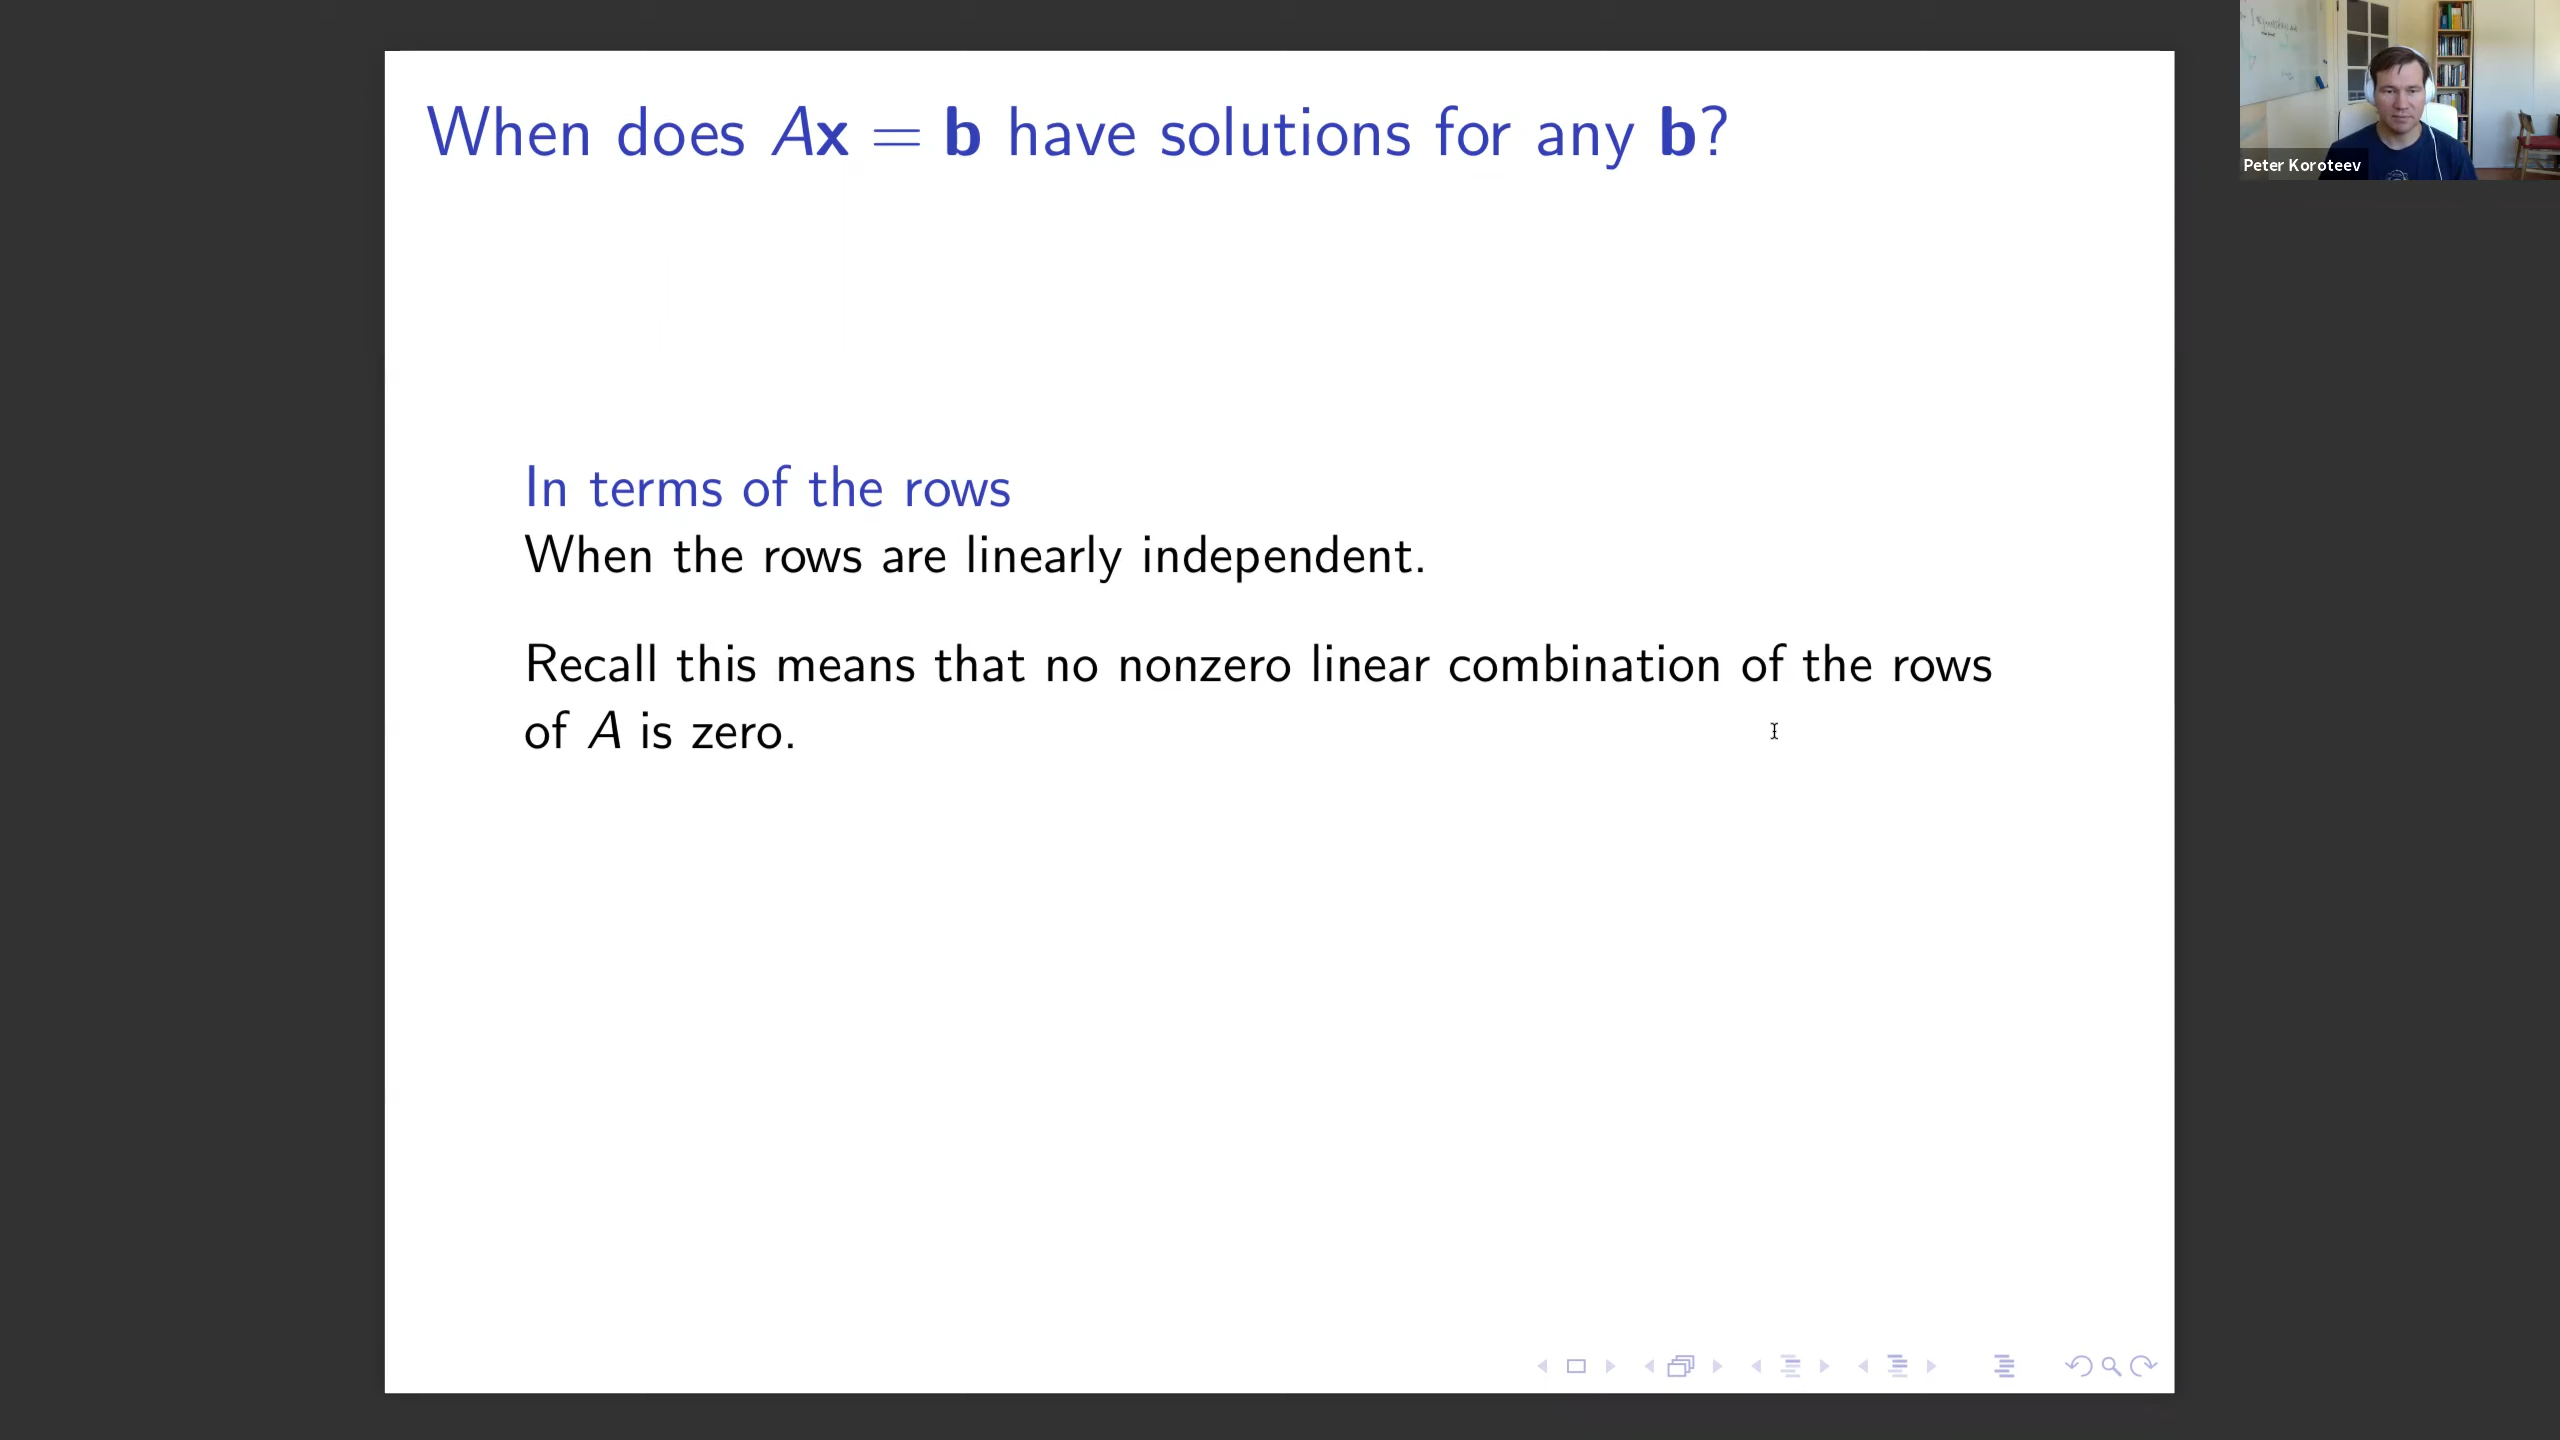 When does Ax = b have solutions for any b?
Peter Koroteev
In terms of the rows
When the rows are linearly independent.
Recall this means that no nonzero linear combination of the rows
of A is zero.